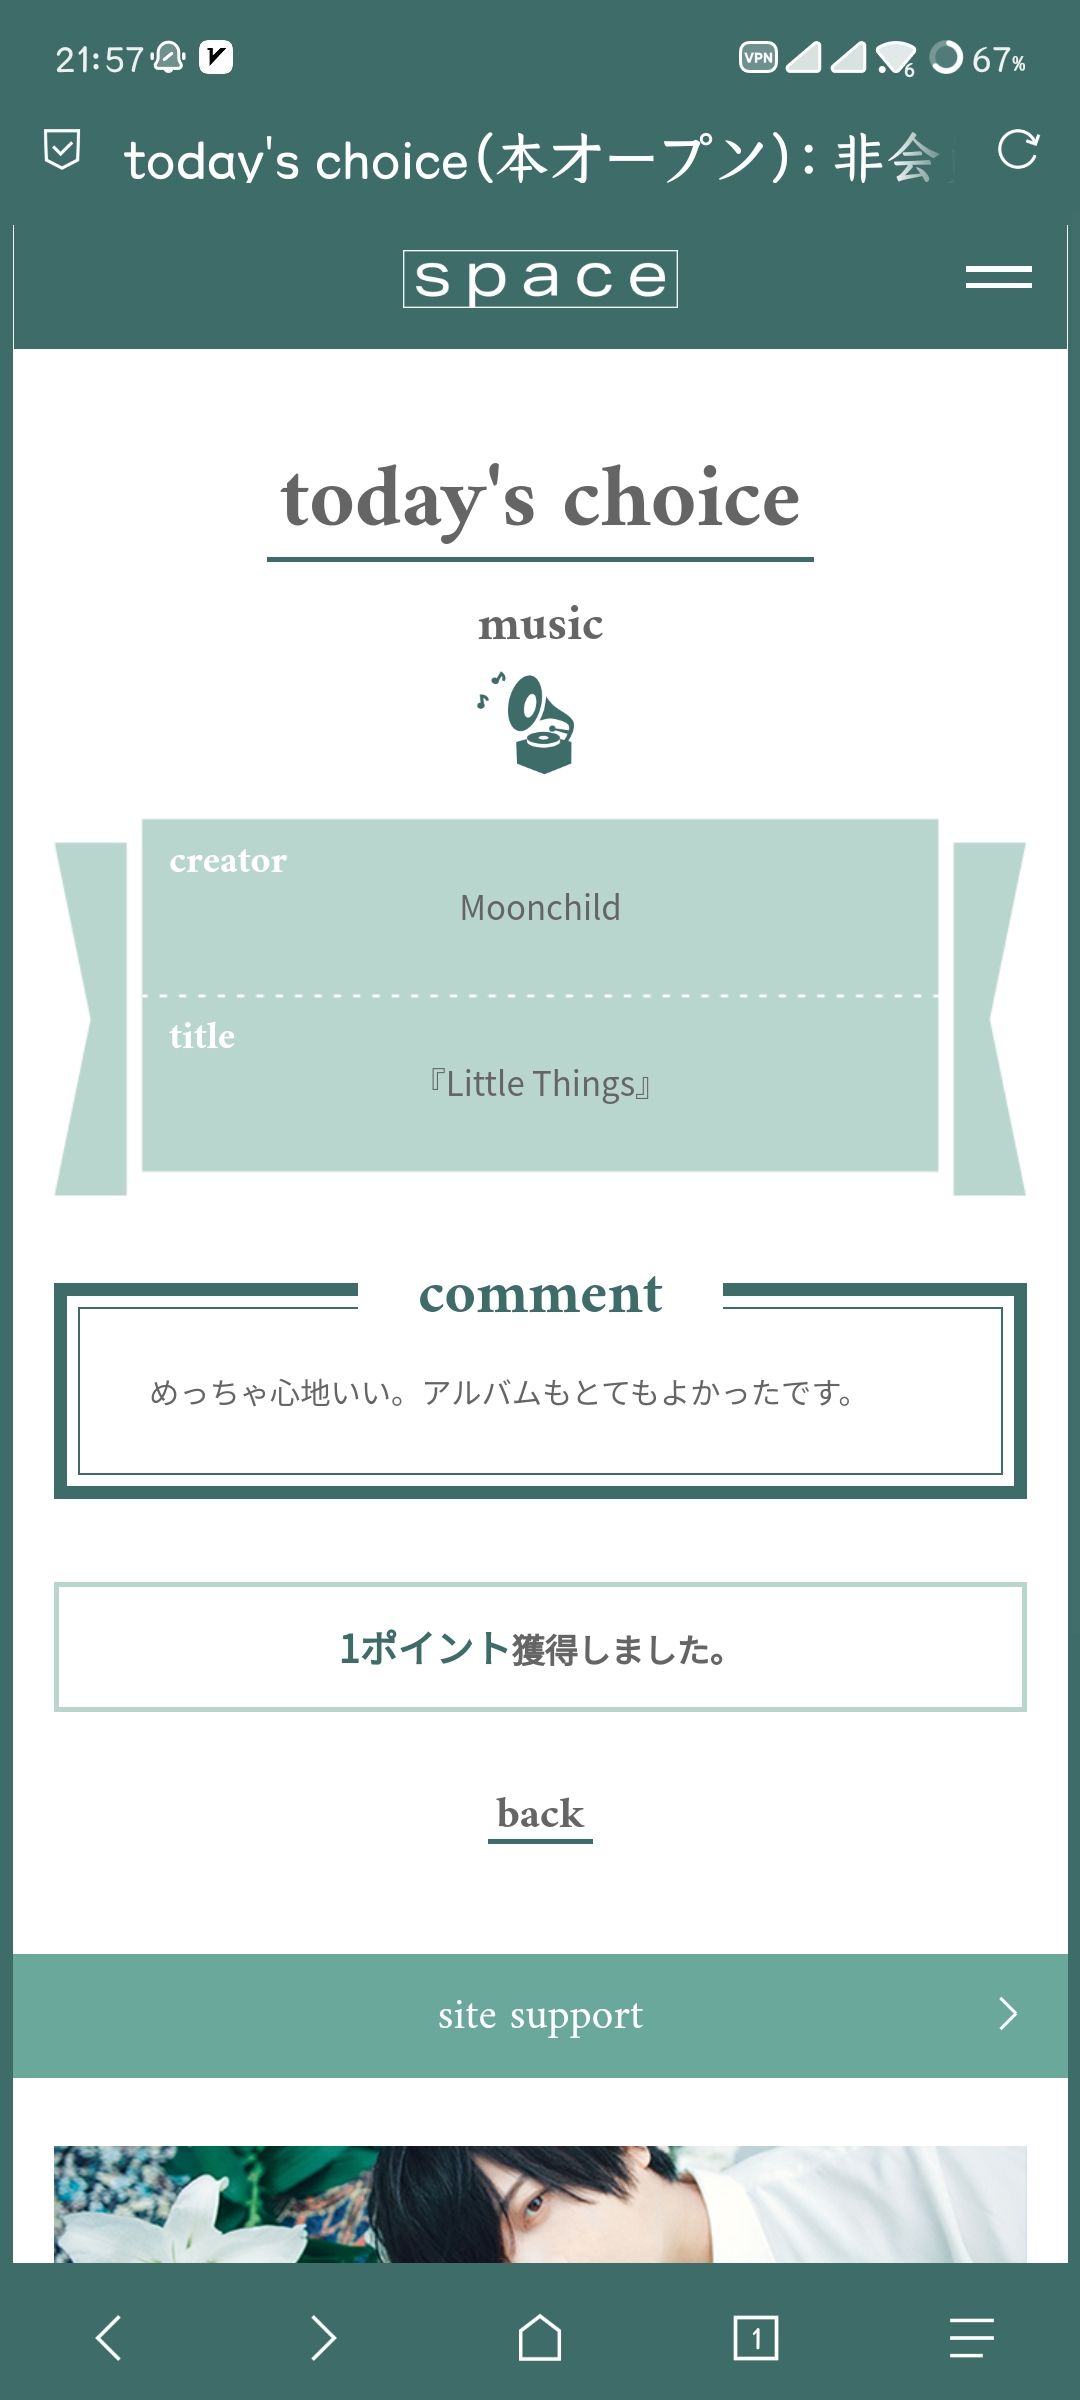 21:57
VPN
6
67%
today's choice(本オープン): 非会
space
today's choice
music
creator
Moonchild
title
『Little Things』
comment
めっちゃ心地いい。アルバムもとてもよかったです。
1ポイント獲得しました。
back
site support
1